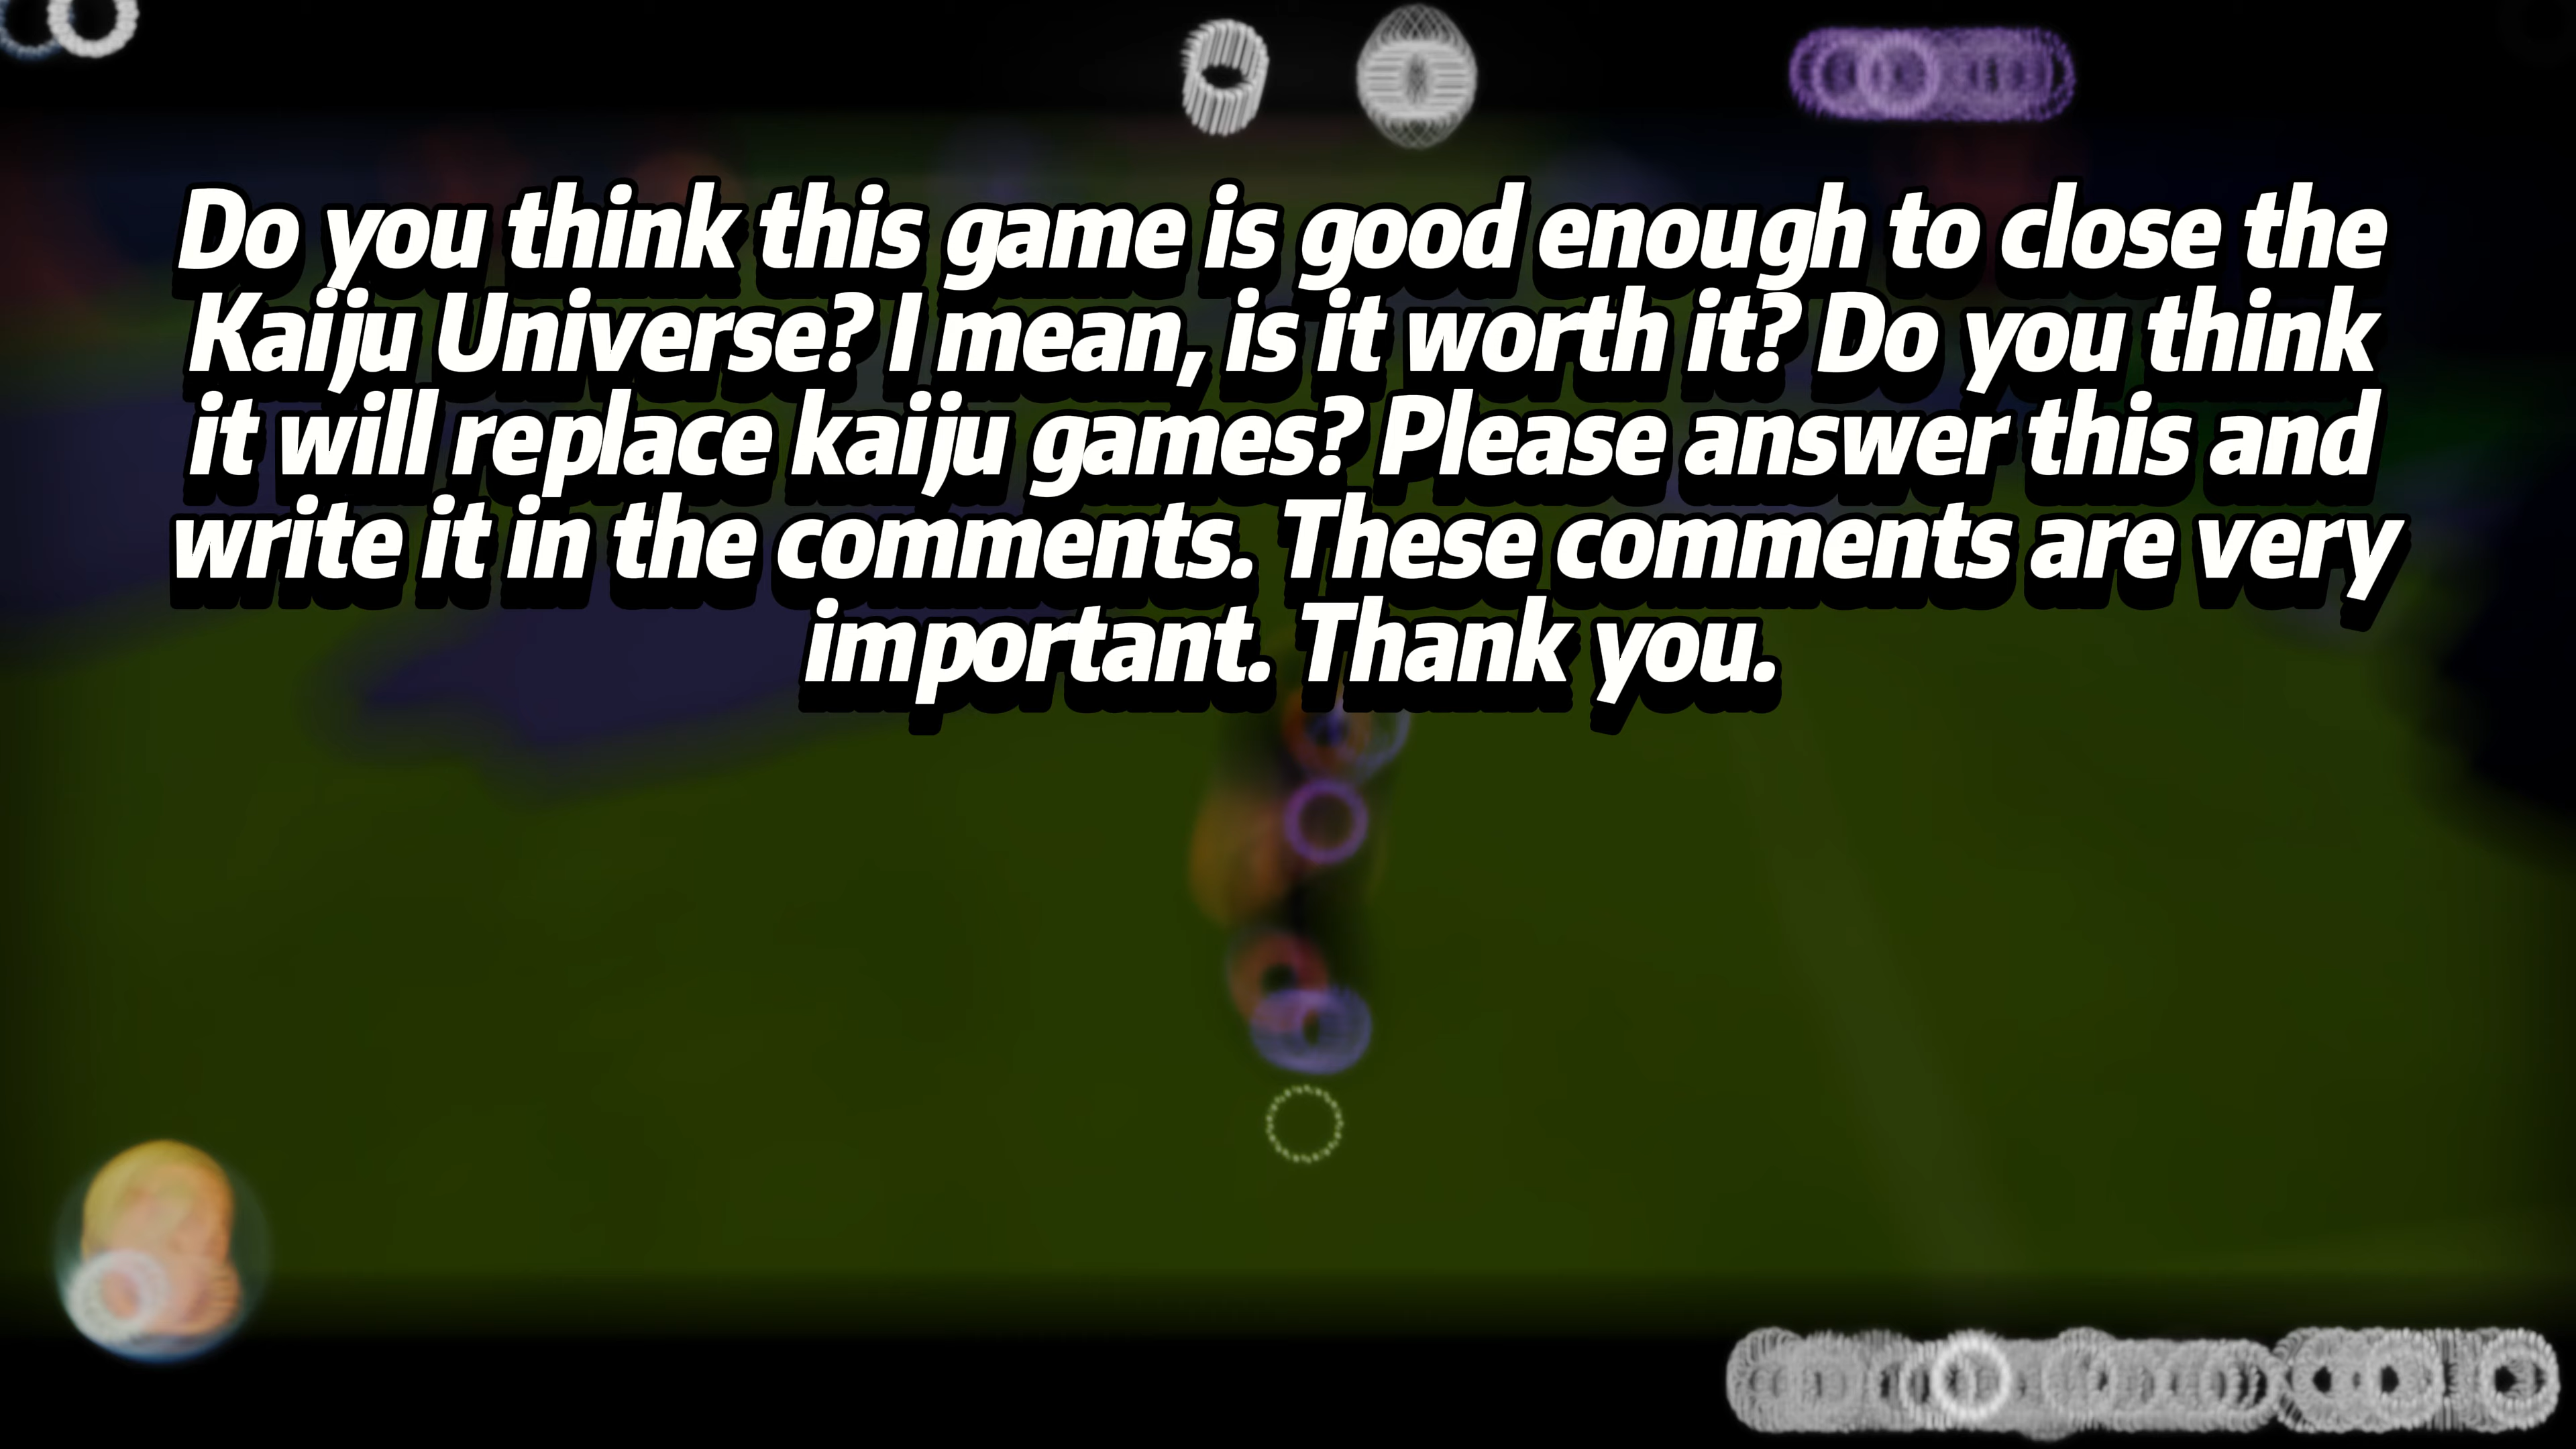 Do you think this game is good enough to close the
Kaiju Universe? I mean, is it worth it? Do you think
it will replace kaiju games? Please answer this and
write it in the comments. These comments are very
important. Thank you.